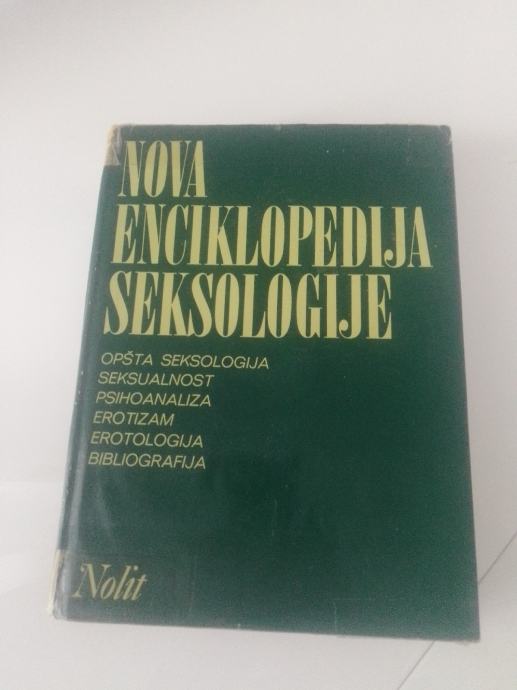 NOVA
ENCIKLOPEDIJA
SEKSOLOGIJE
OPŠTA SEKSOLOGIJA
SEKSUALNOST
PSIHOANALIZA
EROTIZAM
EROTOLOGIJA
BIBLIOGRAFIJA
Nolit